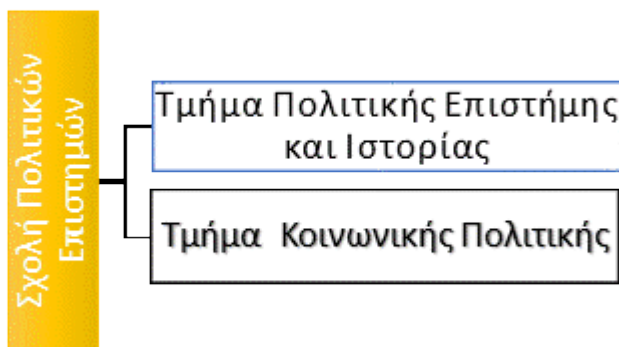 Σχολή Πολιτικών
Επιστημών
Τμήμα Πολιτικής Επιστήμης
και Ιστορίας
Τμήμα Κοινωνικής Πολιτικής